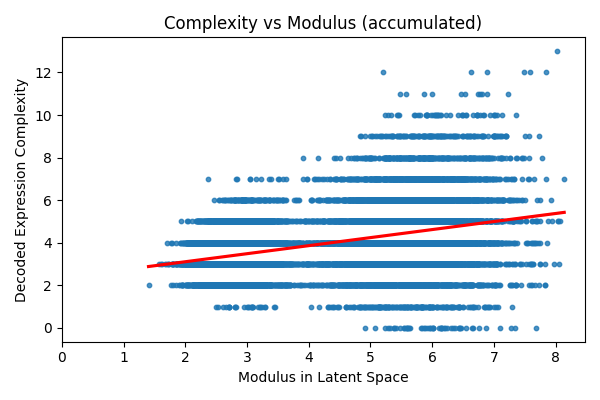 Complexity vs Modulus (accumulated)
Decoded Expression Complexity
12
10
8
6
4
2
0
0 1 2 3 4 5 6 7 8
Modulus in Latent Space